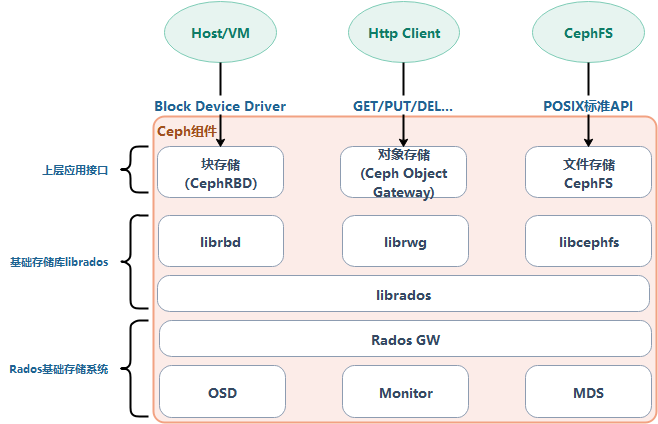 Host/VM
Http Client
CephFS
Block Device Driver
GET/PUT/DEL...
POSIX标准API
Ceph组件
上层应用接口
块存储
(CephRBD)
对象存储
(Ceph Object
Gateway)
文件存储
CephFS
基础存储库librados
librbd
librwg
libcephfs
librados
Rados基础存储系统
Rados GW
OSD
Monitor
MDS